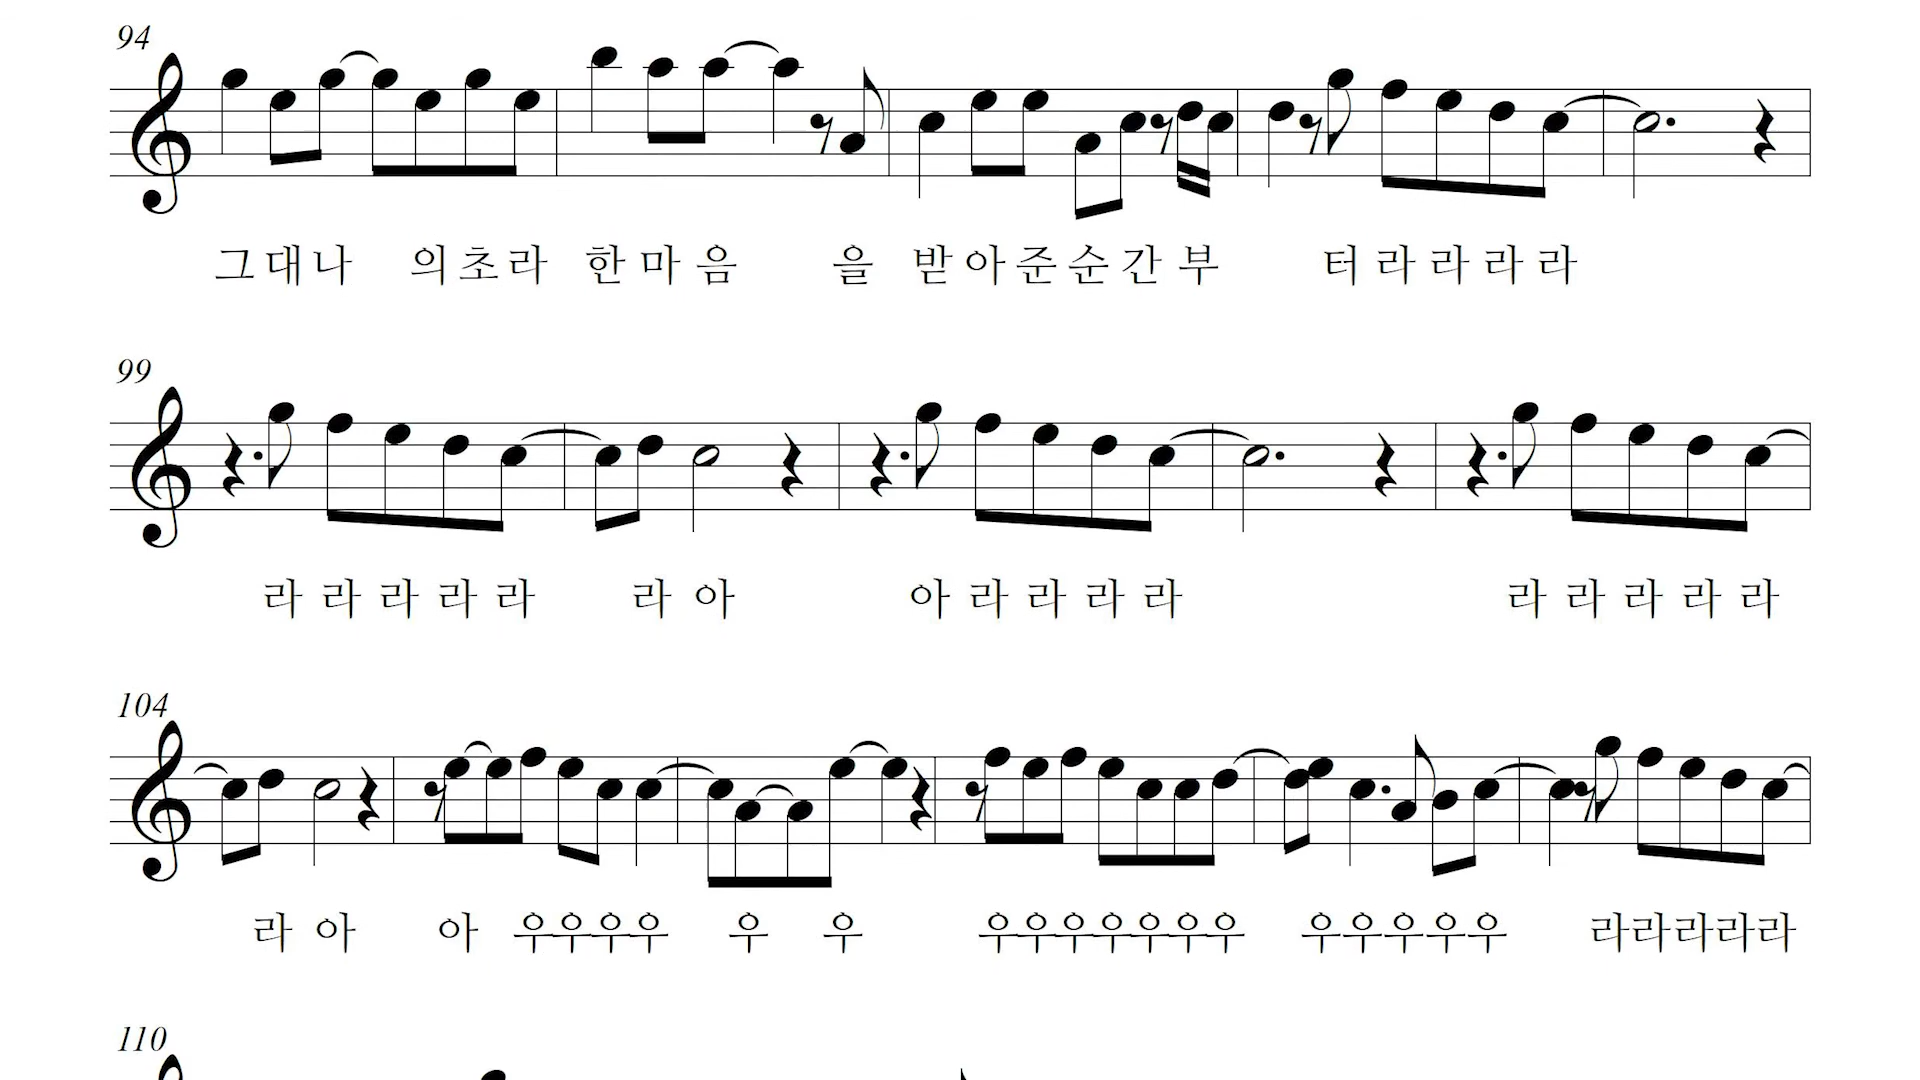 94
그대나 의초라 한마음 을 받아준순간부 터라라라라
99
라라라라라 라아 아라라라라 라라라라라
104
라아 아우우우우 우 우 우우우우우우우 우우우우우 라라라라라
110